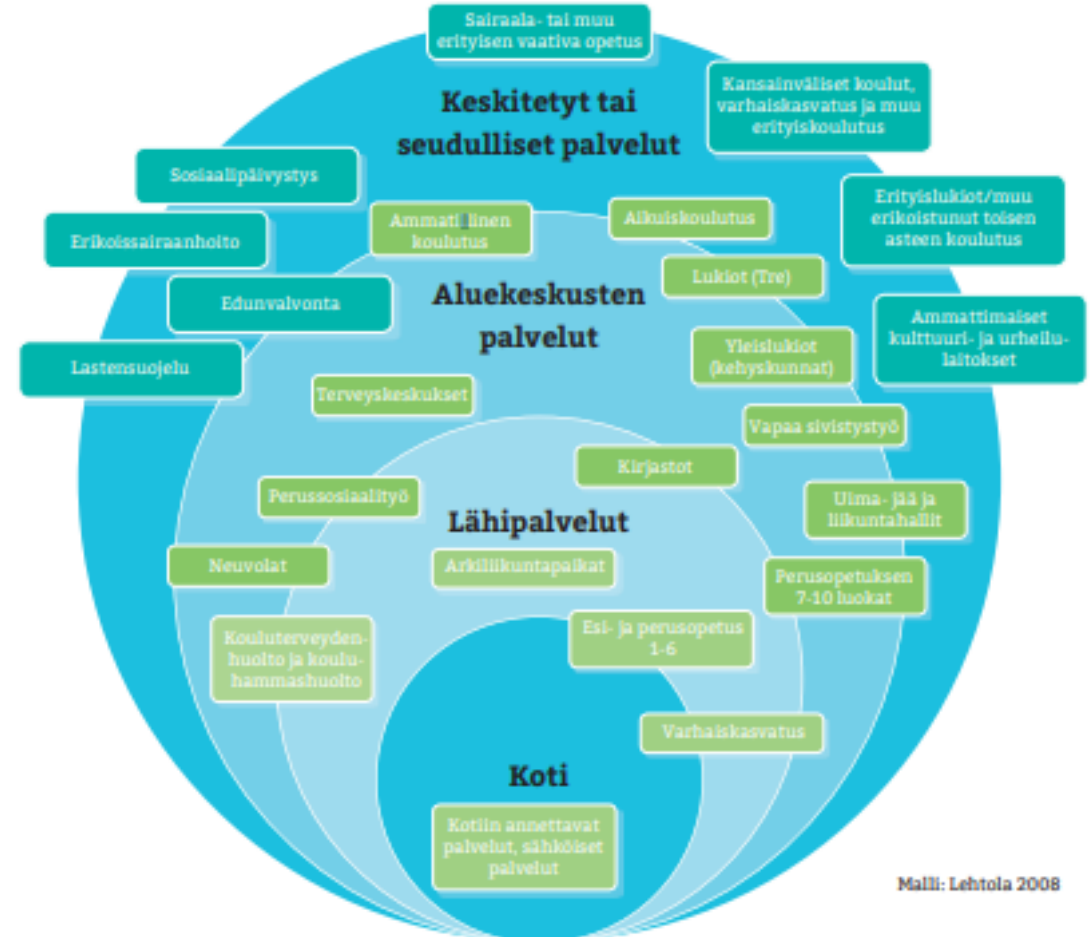 Sairaala- tai muu
erityisen vaativa opetus
Keskitetyt tai
seudulliset palvelut
Kansainväliset koulut,
varhaiskasvatus ja muu
erityiskoulutus
Sosiaalipäivystys
Erityislukiot/muu
erikoistunut toisen
asteen koulutus
Erikoissairaanhoito
Ammatillinen
koulutus
Aikuiskoulutus
Edunvalvonta
Aluekeskusten
palvelut
Lukiot (Tre)
Ammattimaiset
kulttuuri- ja urheilu-
laitokset
Lastensuojelu
Yleislukiot
(kehyskunnat)
Terveyskeskukset
Vapaa sivistystyö
Kirjastot
Perussosiaalityö
Uima- jää ja
liikuntahallit
Lähipalvelut
Neuvolat
Arkiliikuntapaikat
Perusopetuksen
7-10 luokat
Kouluterveyden-
huolto ja koulu-
hammashuolto
Esi- ja perusopetus
1-6
Varhaiskasvatus
Koti
Kotiin annettavat
palvelut, sähköiset
palvelut
Malli: Lehtola 2008